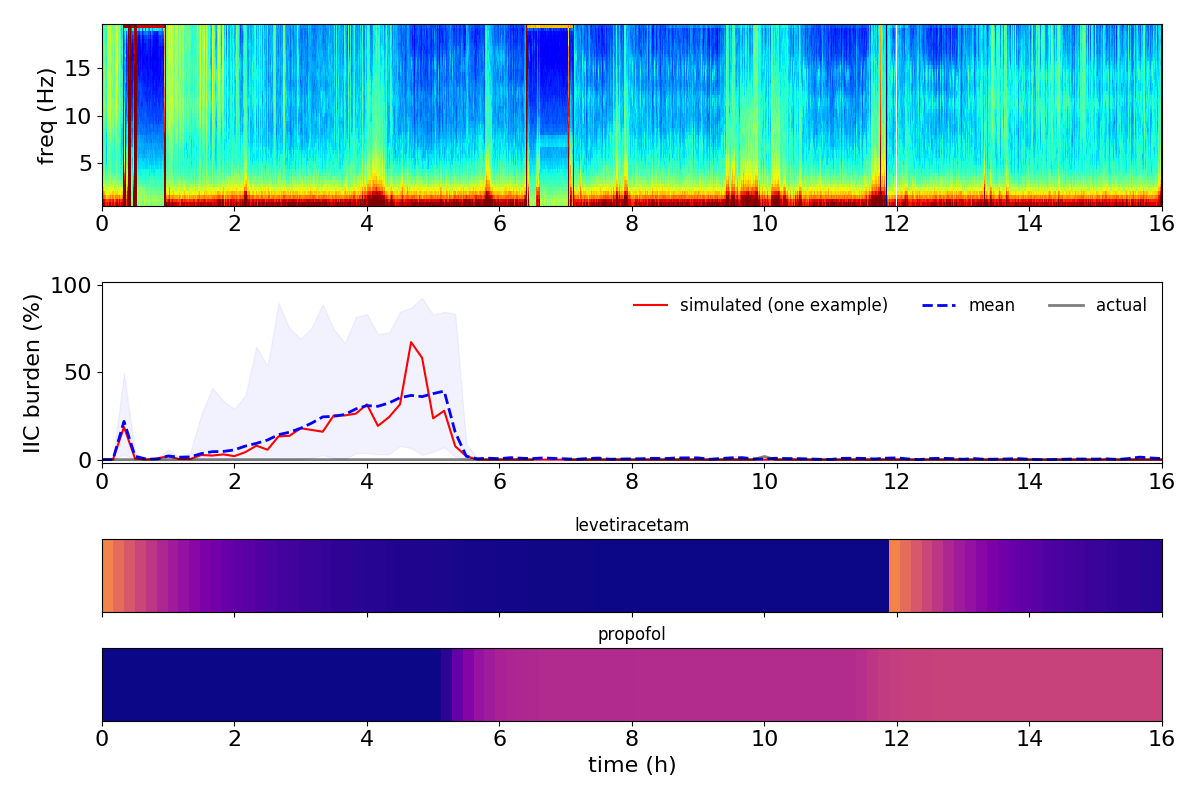 freq (Hz)
15
10
5
0 2 4 6 8 10 12 14 16
IIC burden (%)
100
50
0
simulated (one example) mean actual
0 2 4 6 8 10 12 14 16
levetiracetam
propofol
0 2 4 6 8 10 12 14 16
time (h)